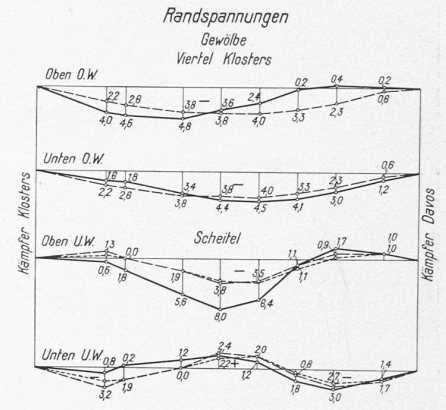 Randspannungen
Gewölbe
Viertel Klosters
Oben O.W.
2,2 2,8 3,8 – 3,6 2,4 0,2 0,4 0,2
4,0 4,6 4,8 3,8 4,0 3,3 2,3 0,8
Unten O.W.
1,6 1,8 3,4 3,8 – 4,0 3,3 2,3 0,6
2,2 2,6 3,8 4,4 4,5 4,1 3,0 1,2
Kämpfer Klosters
Kämpfer Davos
Oben U.W.
Scheitel
1,3 0,0 1,9 – 3,5 1,1 0,9 1,7 1,0
0,6 1,8 5,6 3,8 8,0 6,4 1,1 1,0
Unten U.W.
0,8 0,2 1,2 2,4 2,0 0,8 2,7 – 1,4
– 3,2 1,9 0,0 2,2 + 1,2 1,8 3,0 1,7